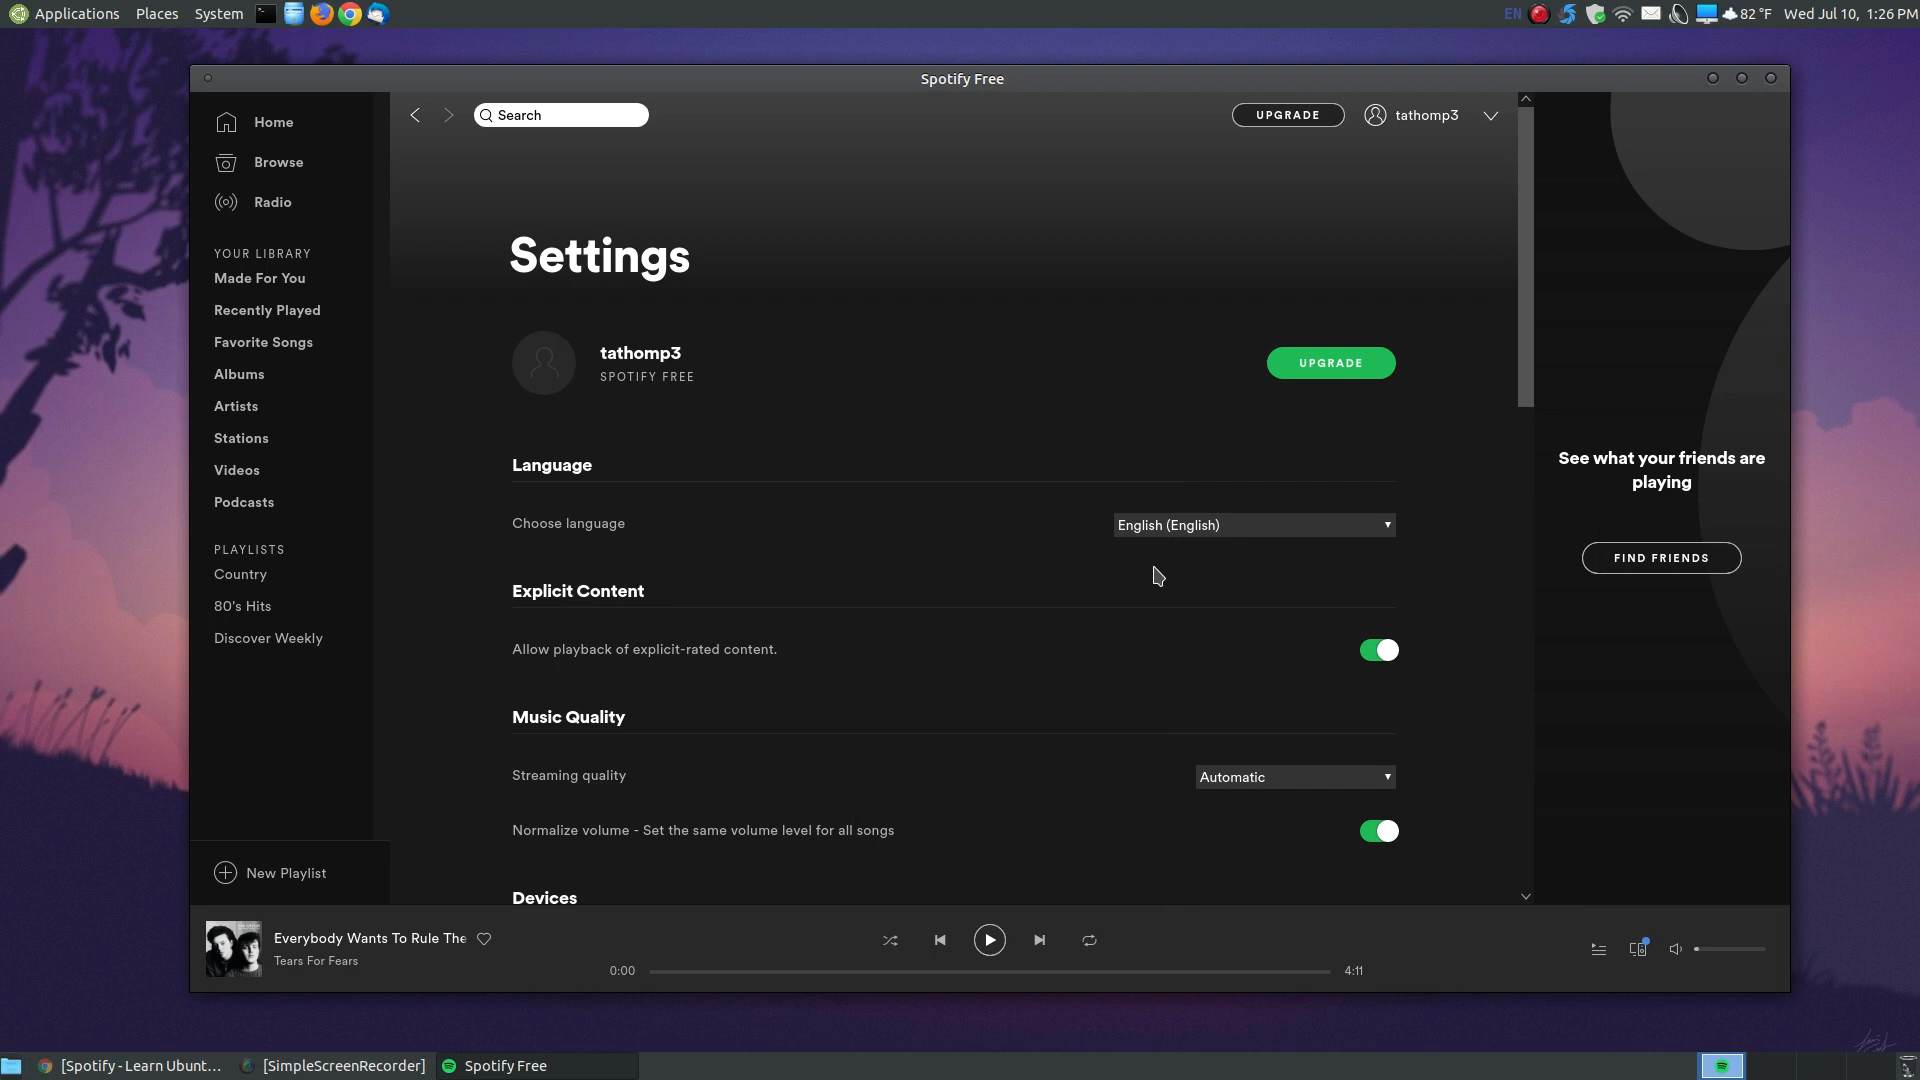 Applications Places System
EN 82 °F Wed Jul 10, 1:26 PM
Spotify Free
Home
Browse
Radio
YOUR LIBRARY
Made For You
Recently Played
Favorite Songs
Albums
Artists
Stations
Videos
Podcasts
PLAYLISTS
Country
80's Hits
Discover Weekly
New Playlist
Search
UPGRADE
tathomp3
Settings
tathomp3
SPOTIFY FREE
UPGRADE
Language
Choose language
English (English)
Explicit Content
Allow playback of explicit-rated content.
Music Quality
Streaming quality
Automatic
Normalize volume - Set the same volume level for all songs
Devices
See what your friends are
playing
FIND FRIENDS
Everybody Wants To Rule The
Tears For Fears
0:00
4:11
[Spotify - Learn Ubunt...
[SimpleScreenRecorder]
Spotify Free